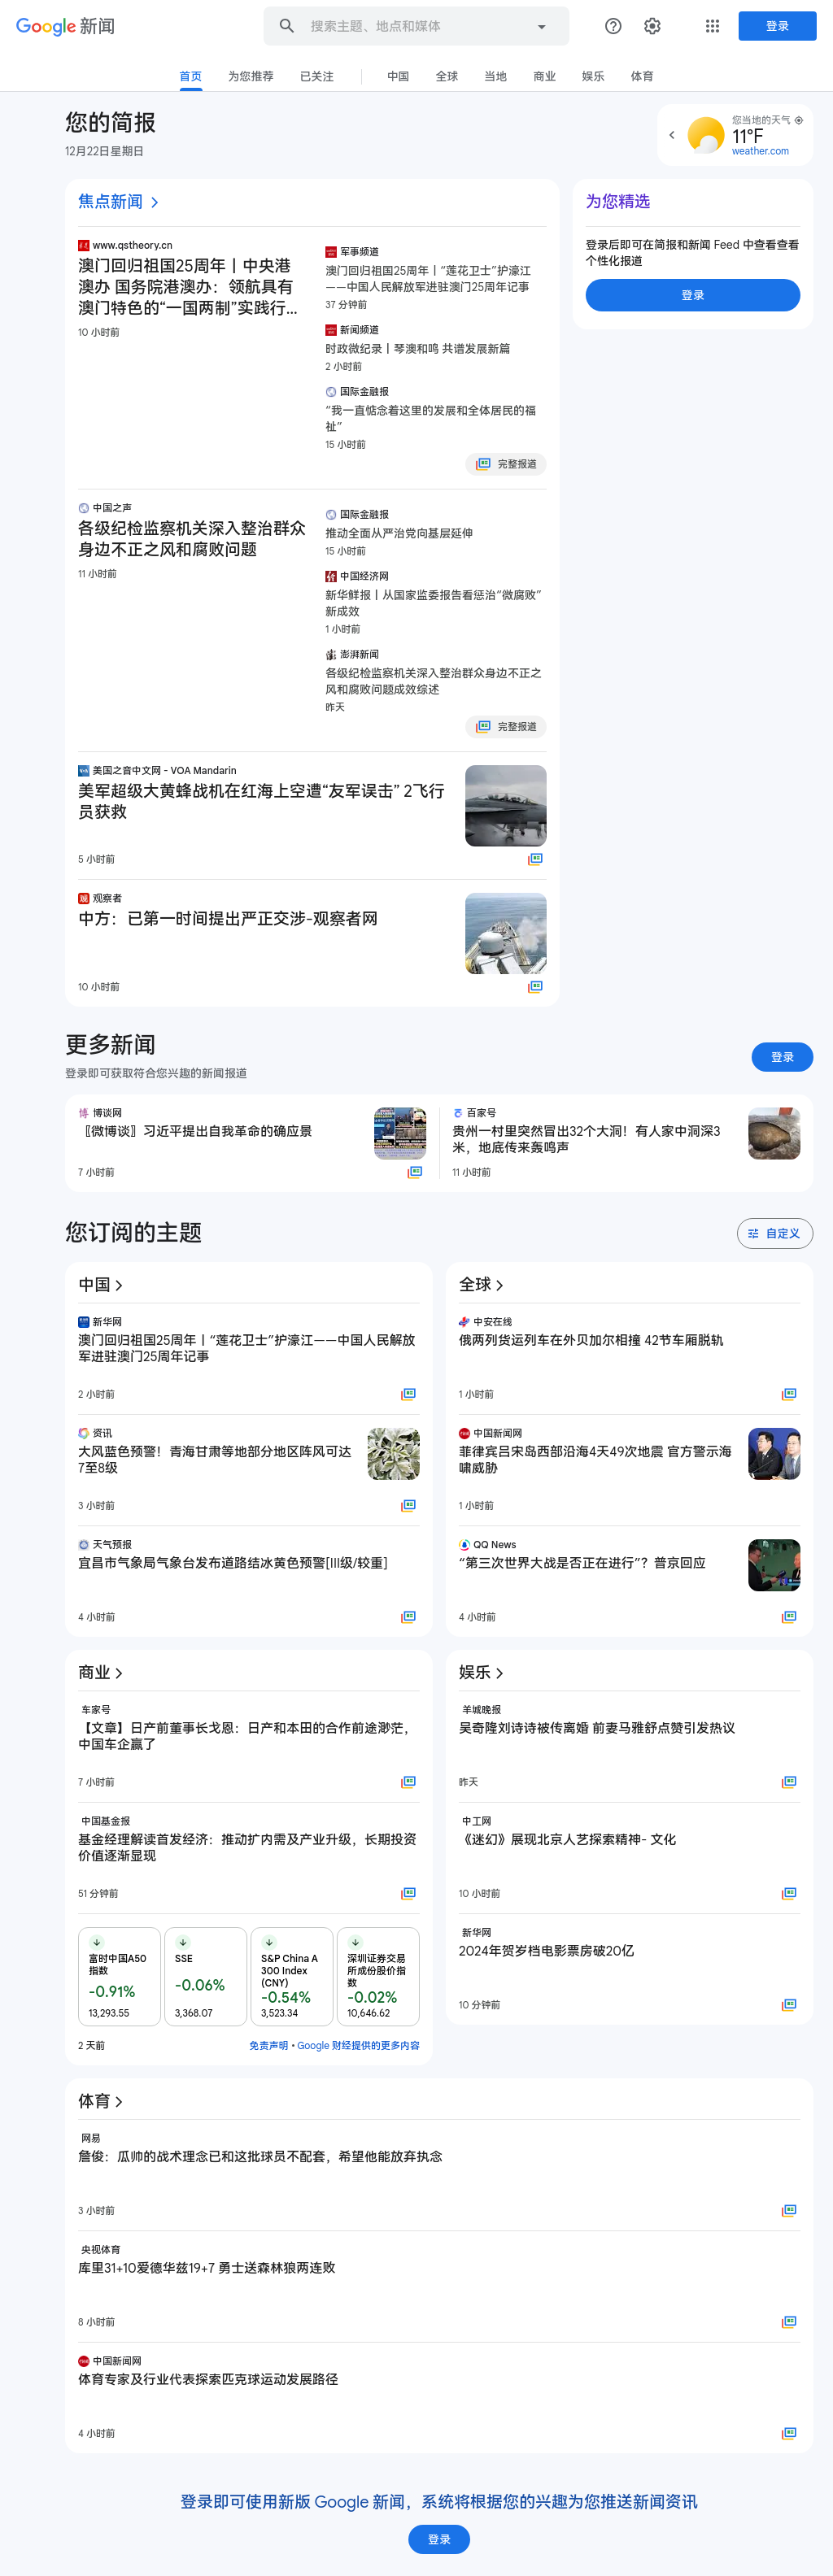 Google 新闻
搜索主题、地点和媒体
登录
首页
为您推荐
已关注
中国
全球
当地
商业
娱乐
体育
您的简报
12月22日星期日
您当地的天气
11°F
weather.com
焦点新闻
www.qstheory.cn
澳门回归祖国25周年丨中央港
澳办 国务院港澳办：领航具有
澳门特色的“一国两制”实践行...
10 小时前
军事频道
澳门回归祖国25周年丨“莲花卫士”护濠江
——中国人民解放军进驻澳门25周年记事
37 分钟前
新闻频道
时政微纪录丨琴澳和鸣 共谱发展新篇
2 小时前
国际金融报
“我一直惦念着这里的发展和全体居民的福
祉”
15 小时前
完整报道
为您精选
登录后即可在简报和新闻 Feed 中查看查看
个性化报道
登录
中国之声
各级纪检监察机关深入整治群众
身边不正之风和腐败问题
11 小时前
国际金融报
推动全面从严治党向基层延伸
15 小时前
中国经济网
新华鲜报丨从国家监委报告看惩治“微腐败”
新成效
1 小时前
澎湃新闻
各级纪检监察机关深入整治群众身边不正之
风和腐败问题成效综述
昨天
完整报道
美国之音中文网 - VOA Mandarin
美军超级大黄蜂战机在红海上空遭“友军误击” 2飞行
员获救
5 小时前
观察者
中方：已第一时间提出严正交涉-观察者网
10 小时前
更多新闻
登录即可获取符合您兴趣的新闻报道
登录
博谈网
〖微博谈〗习近平提出自我革命的确应景
7 小时前
百家号
贵州一村里突然冒出32个大洞！有人家中洞深3
米，地底传来轰鸣声
11 小时前
您订阅的主题
自定义
中国
新华网
澳门回归祖国25周年丨“莲花卫士”护濠江——中国人民解放
军进驻澳门25周年记事
2 小时前
资讯
大风蓝色预警！青海甘肃等地部分地区阵风可达
7至8级
3 小时前
天气预报
宜昌市气象局气象台发布道路结冰黄色预警[III级/较重]
4 小时前
全球
中安在线
俄两列货运列车在外贝加尔相撞 42节车厢脱轨
1 小时前
中国新闻网
菲律宾吕宋岛西部沿海4天49次地震 官方警示海
啸威胁
1 小时前
QQ News
“第三次世界大战是否正在进行”？普京回应
4 小时前
商业
车家号
【文章】日产前董事长戈恩：日产和本田的合作前途渺茫，
中国车企赢了
7 小时前
中国基金报
基金经理解读首发经济：推动扩内需及产业升级，长期投资
价值逐渐显现
51 分钟前
富时中国A50
指数
-0.91%
13,293.55
SSE
-0.06%
3,368.07
S&P China A
300 Index
(CNY)
-0.54%
3,523.34
深圳证券交易
所成份股价指
数
-0.02%
10,646.62
2 天前
免责声明 • Google 财经提供的更多内容
娱乐
羊城晚报
吴奇隆刘诗诗被传离婚 前妻马雅舒点赞引发热议
昨天
中工网
《迷幻》展现北京人艺探索精神- 文化
10 小时前
新华网
2024年贺岁档电影票房破20亿
10 分钟前
体育
网易
詹俊：瓜帅的战术理念已和这批球员不配套，希望他能放弃执念
3 小时前
央视体育
库里31+10爱德华兹19+7 勇士送森林狼两连败
8 小时前
中国新闻网
体育专家及行业代表探索匹克球运动发展路径
4 小时前
登录即可使用新版 Google 新闻，系统将根据您的兴趣为您推送新闻资讯
登录